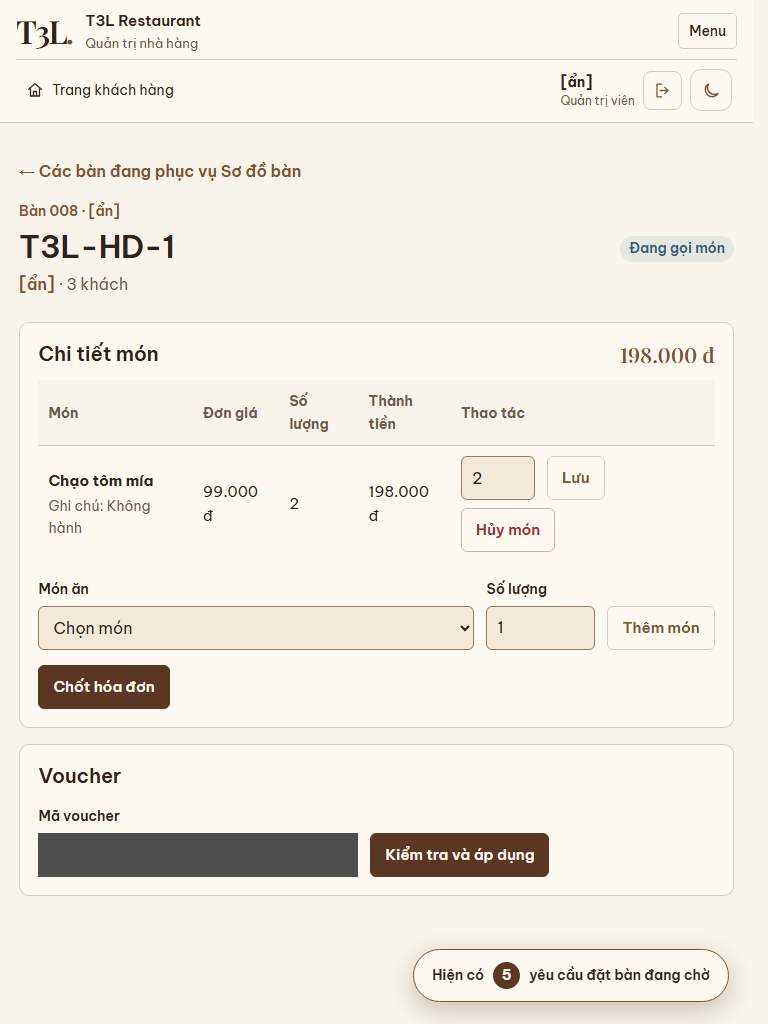 T3L.
T3L Restaurant
Quản trị nhà hàng
Menu
Trang khách hàng
[ẩn]
Quản trị viên
← Các bàn đang phục vụ Sơ đồ bàn
Bàn 008 · [ẩn]
T3L-HD-1
Đang gọi món
[ẩn] · 3 khách
Chi tiết món
198.000 đ
Món
Đơn giá
Số
lượng
Thành
tiền
Thao tác
Chạo tôm mía
Ghi chú: Không
hành
99.000
đ
2
198.000
đ
2
Lưu
Hủy món
Món ăn
Số lượng
Chọn món
1
Thêm món
Chốt hóa đơn
Voucher
Mã voucher
Kiểm tra và áp dụng
Hiện có 5 yêu cầu đặt bàn đang chờ